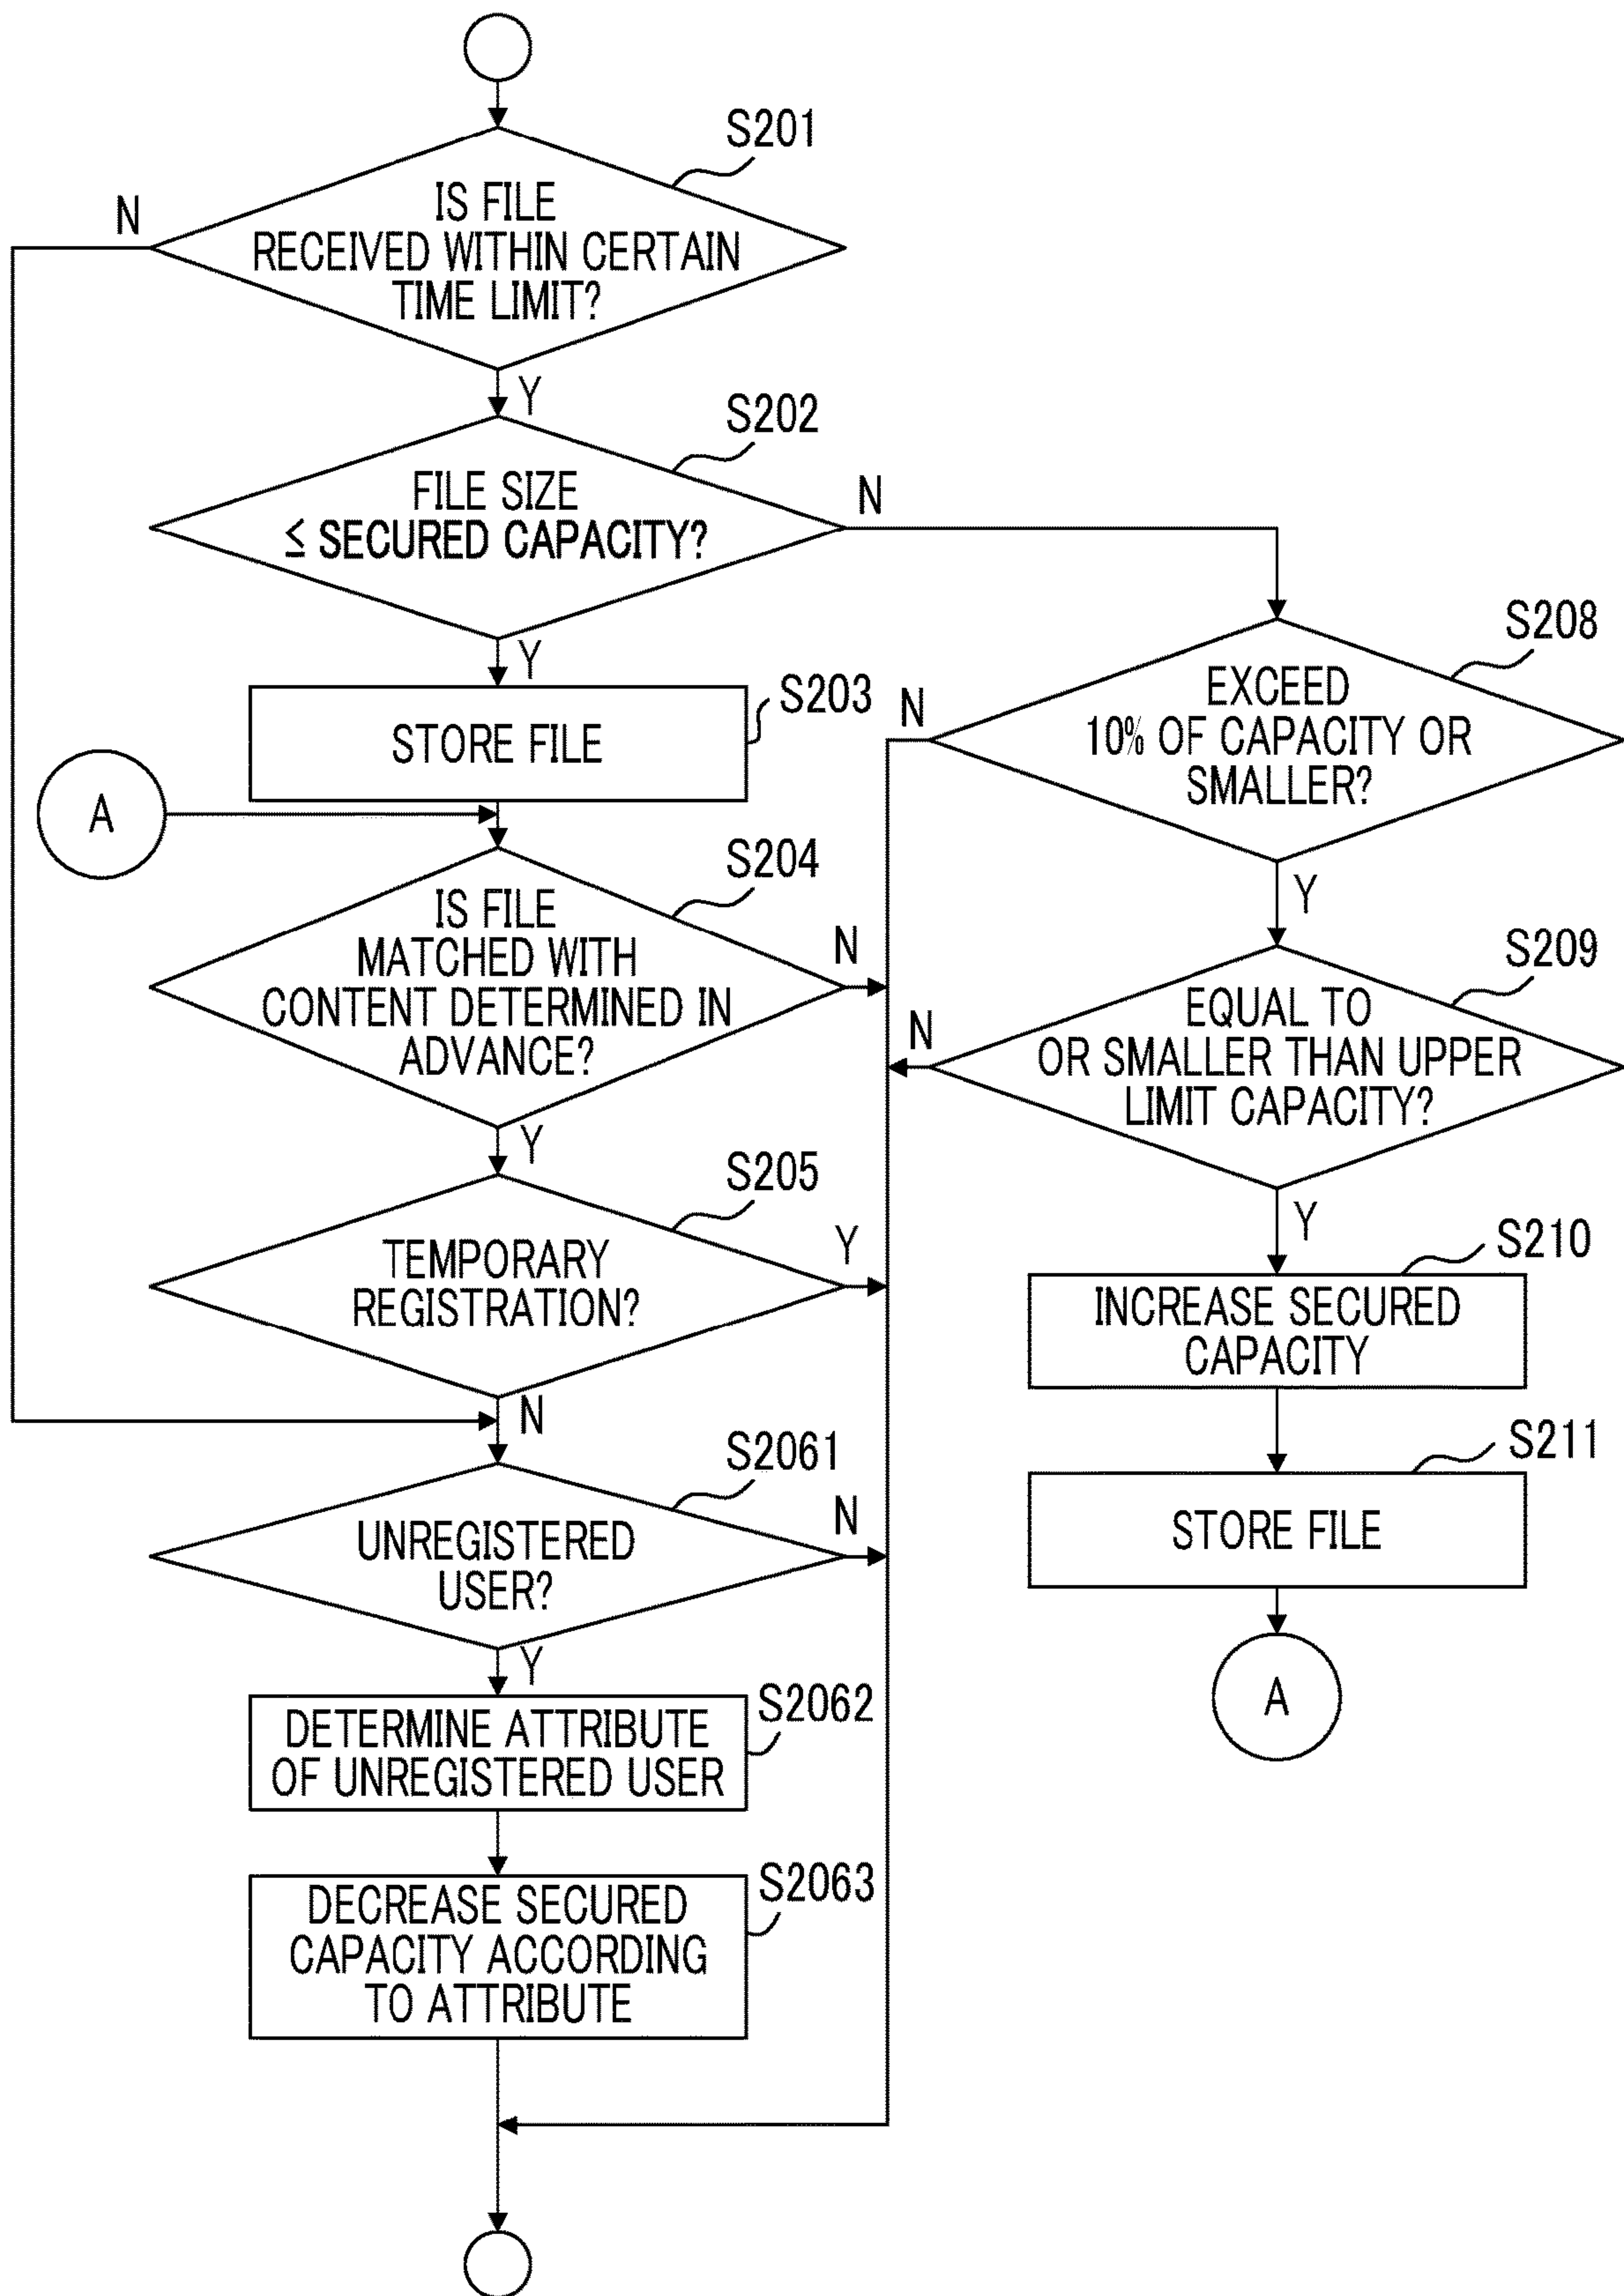 S201
IS FILE
RECEIVED WITHIN CERTAIN
TIME LIMIT?
N
Y
S202
FILE SIZE
≤ SECURED CAPACITY?
N
Y
S203
STORE FILE
A
S204
IS FILE
MATCHED WITH
CONTENT DETERMINED IN
ADVANCE?
N
Y
S205
TEMPORARY
REGISTRATION?
Y
N
S2061
UNREGISTERED
USER?
N
Y
S2062
DETERMINE ATTRIBUTE
OF UNREGISTERED USER
S2063
DECREASE SECURED
CAPACITY ACCORDING
TO ATTRIBUTE
S208
EXCEED
10% OF CAPACITY OR
SMALLER?
N
Y
S209
EQUAL TO
OR SMALLER THAN UPPER
LIMIT CAPACITY?
N
Y
S210
INCREASE SECURED
CAPACITY
S211
STORE FILE
A